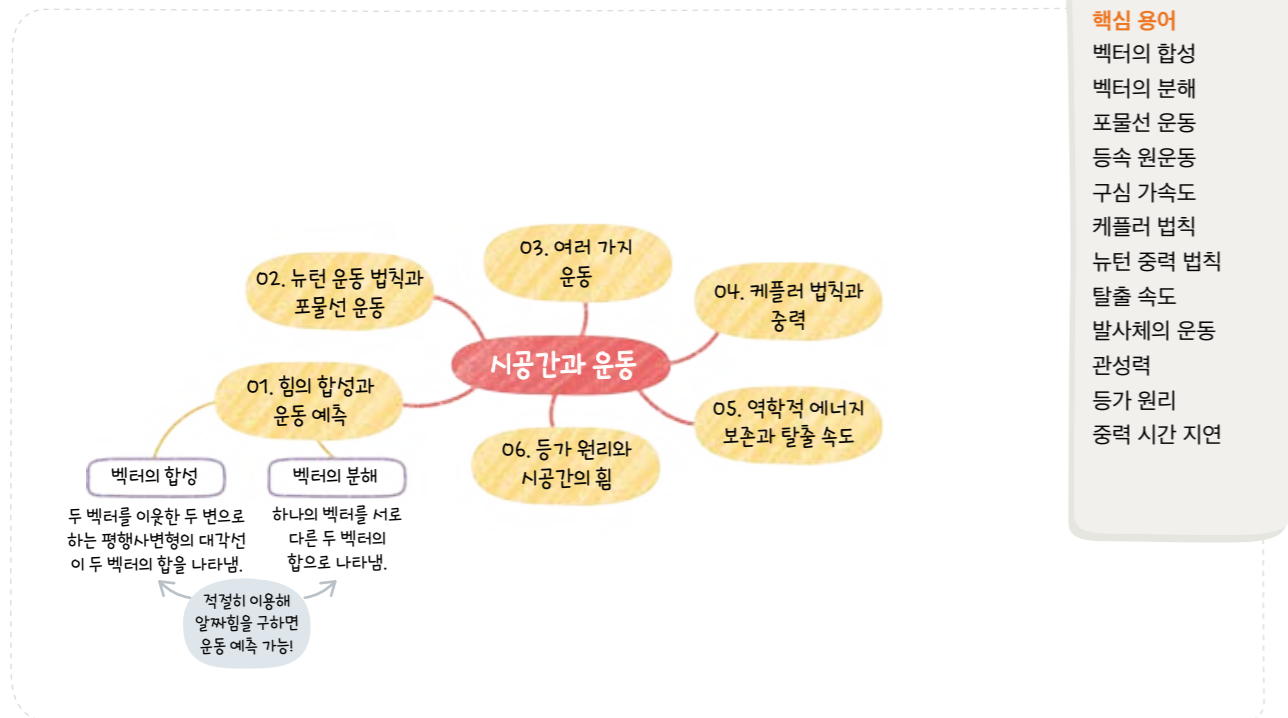 핵심 용어
벡터의 합성
벡터의 분해
포물선 운동
등속 원운동
구심 가속도
케플러 법칙
뉴턴 중력 법칙
탈출 속도
발사체의 운동
관성력
등가 원리
중력 시간 지연
시공간과 운동
01. 힘의 합성과
운동 예측
벡터의 합성
두 벡터를 이웃한 두 변으로
하는 평행사변형의 대각선
이 두 벡터의 합을 나타냄.
벡터의 분해
하나의 벡터를 서로
다른 두 벡터의
합으로 나타냄.
적절히 이용해
알짜힘을 구하면
운동 예측 가능!
02. 뉴턴 운동 법칙과
포물선 운동
03. 여러 가지
운동
04. 케플러 법칙과
중력
05. 역학적 에너지
보존과 탈출 속도
06. 등가 원리와
시공간의 휨